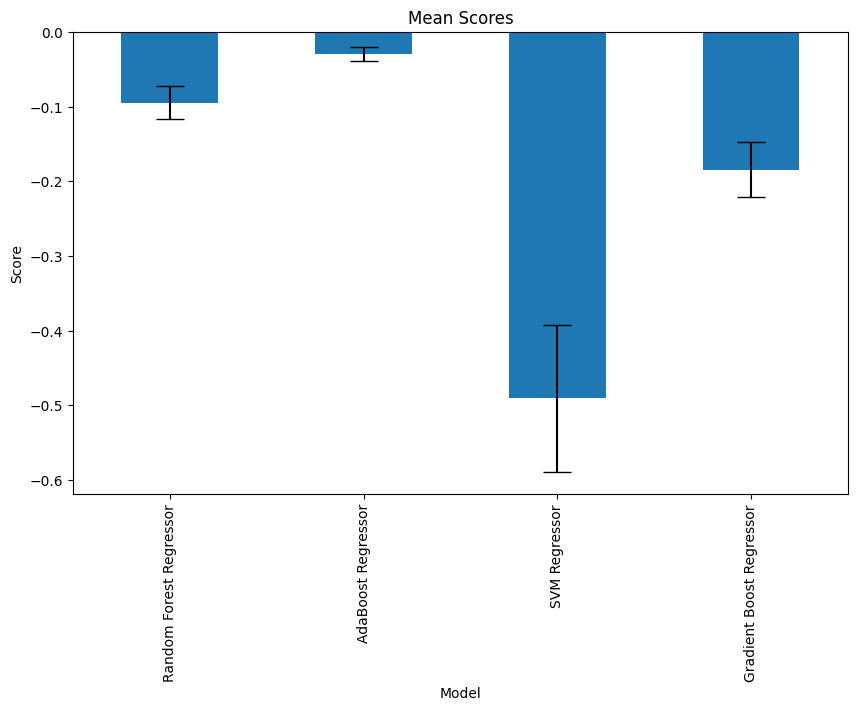 Mean Scores
0.0
−0.1
−0.2
−0.3
−0.4
−0.5
−0.6
Score
Random Forest Regressor
AdaBoost Regressor
SVM Regressor
Gradient Boost Regressor
Model